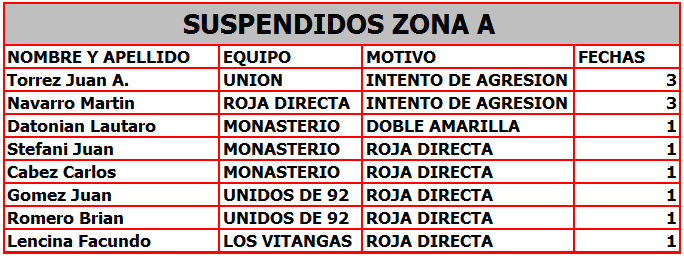 SUSPENDIDOS ZONA A
NOMBRE Y APELLIDO EQUIPO MOTIVO FECHAS
Torrez Juan A. UNION INTENTO DE AGRESION 3
Navarro Martin ROJA DIRECTA INTENTO DE AGRESION 3
Datonian Lautaro MONASTERIO DOBLE AMARILLA 1
Stefani Juan MONASTERIO ROJA DIRECTA 1
Cabez Carlos MONASTERIO ROJA DIRECTA 1
Gomez Juan UNIDOS DE 92 ROJA DIRECTA 1
Romero Brian UNIDOS DE 92 ROJA DIRECTA 1
Lencina Facundo LOS VITANGAS ROJA DIRECTA 1